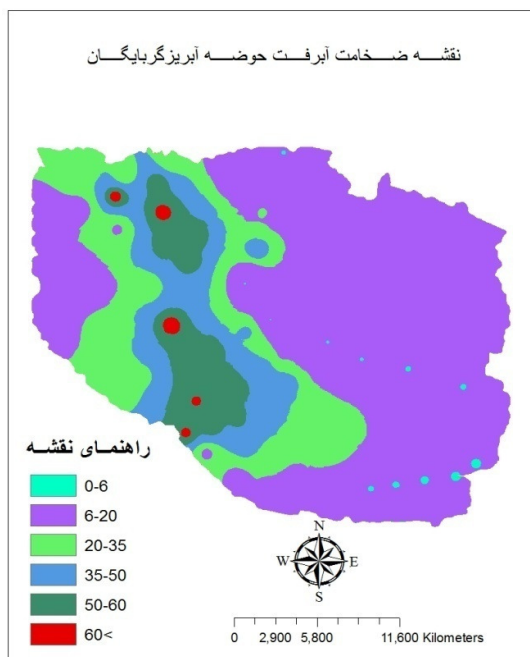 نقشه ضخامت آبرفت حوضه آبریزگربایگان
N
W E
S
راهنمای نقشه
0-6
6-20
20-35
35-50
50-60
60<
0 2,900 5,800 11,600 Kilometers